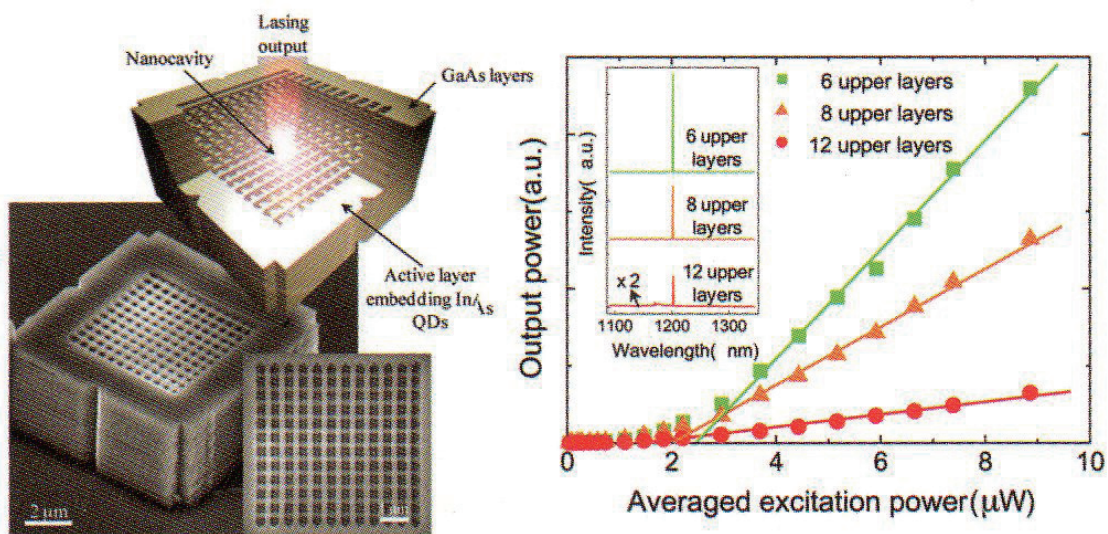 Lasing
output
Nanocavity
GaAs layers
Active layer
embedding InAs
QDs
2 μm
Output power(a.u.)
6 upper layers
8 upper layers
12 upper layers
Intensity( a.u.)
6 upper
layers
8 upper
layers
x 2
12 upper
layers
1100
1200
1300
Wavelength( nm)
0
2
4
6
8
10
Averaged excitation power(μW)